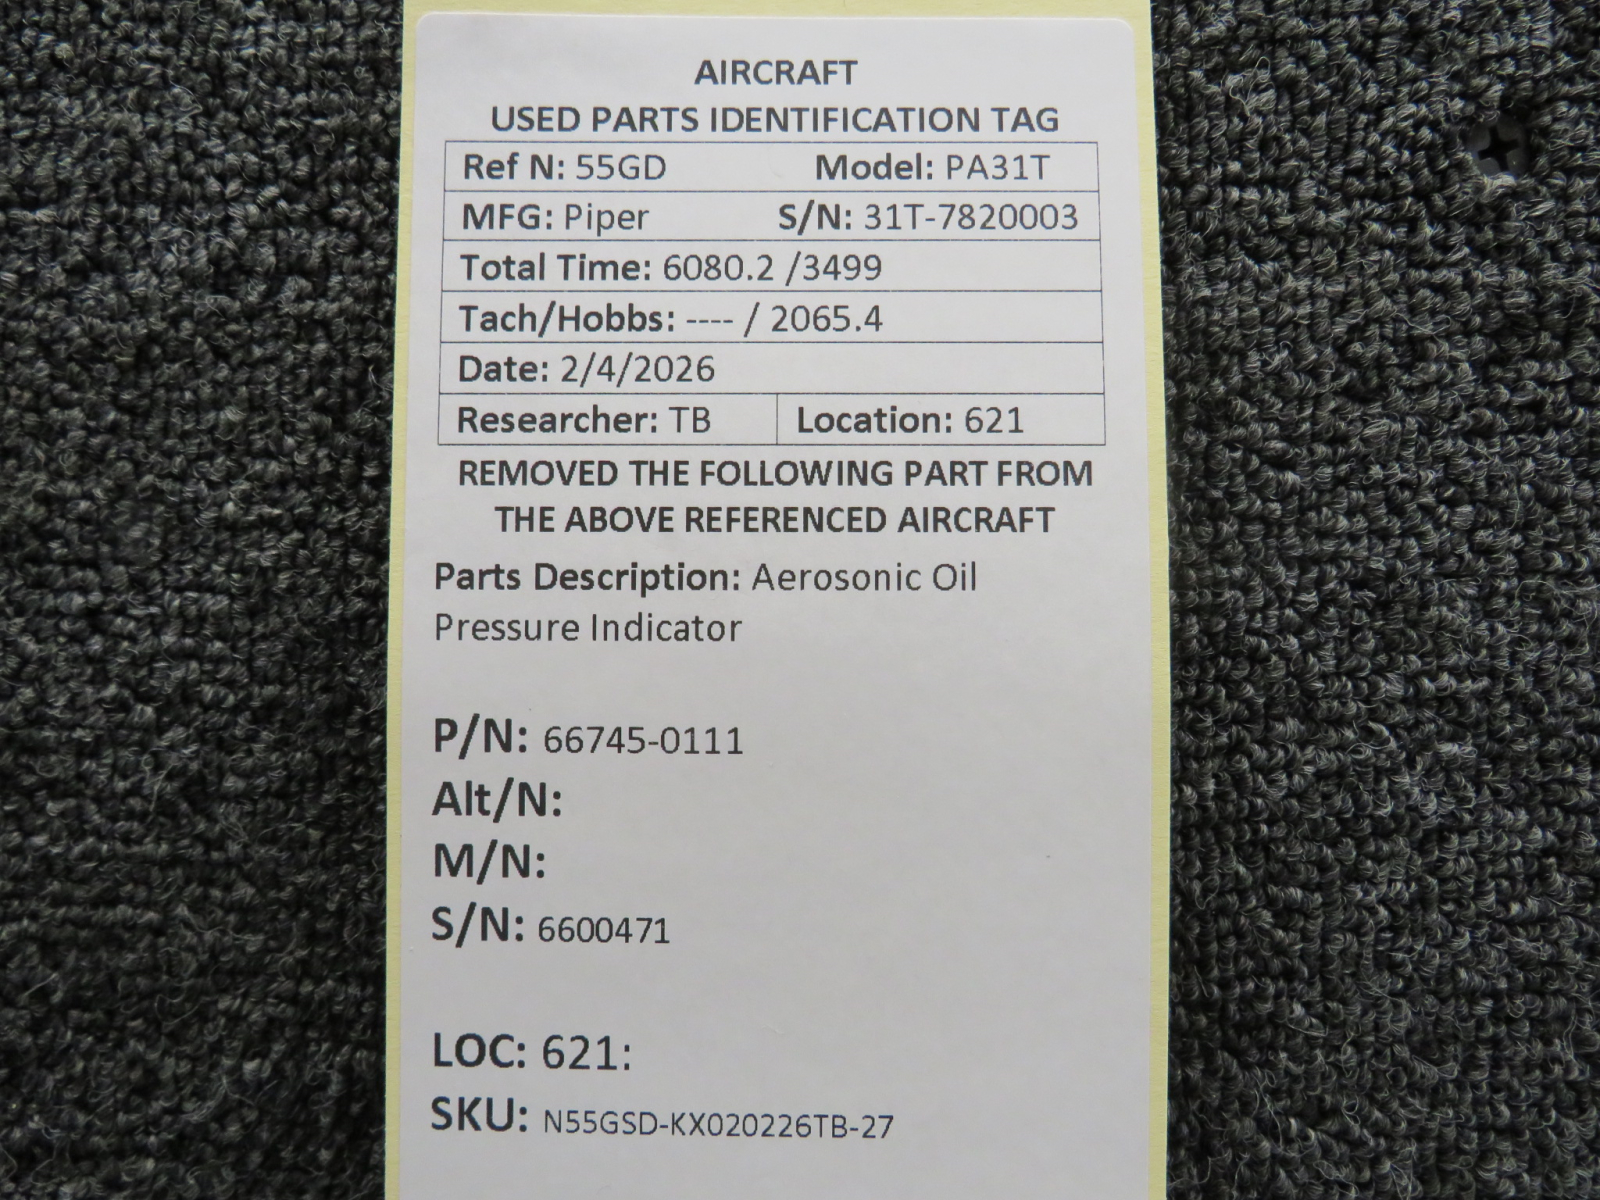 AIRCRAFT
USED PARTS IDENTIFICATION TAG
Ref N: 55GD Model: PA31T
MFG: Piper S/N: 31T-7820003
Total Time: 6080.2 /3499
Tach/Hobbs: ---- / 2065.4
Date: 2/4/2026
Researcher: TB Location: 621
REMOVED THE FOLLOWING PART FROM
THE ABOVE REFERENCED AIRCRAFT
Parts Description: Aerosonic Oil
Pressure Indicator
P/N: 66745-0111
Alt/N:
M/N:
S/N: 6600471
LOC: 621:
SKU: N55GSD-KX020226TB-27